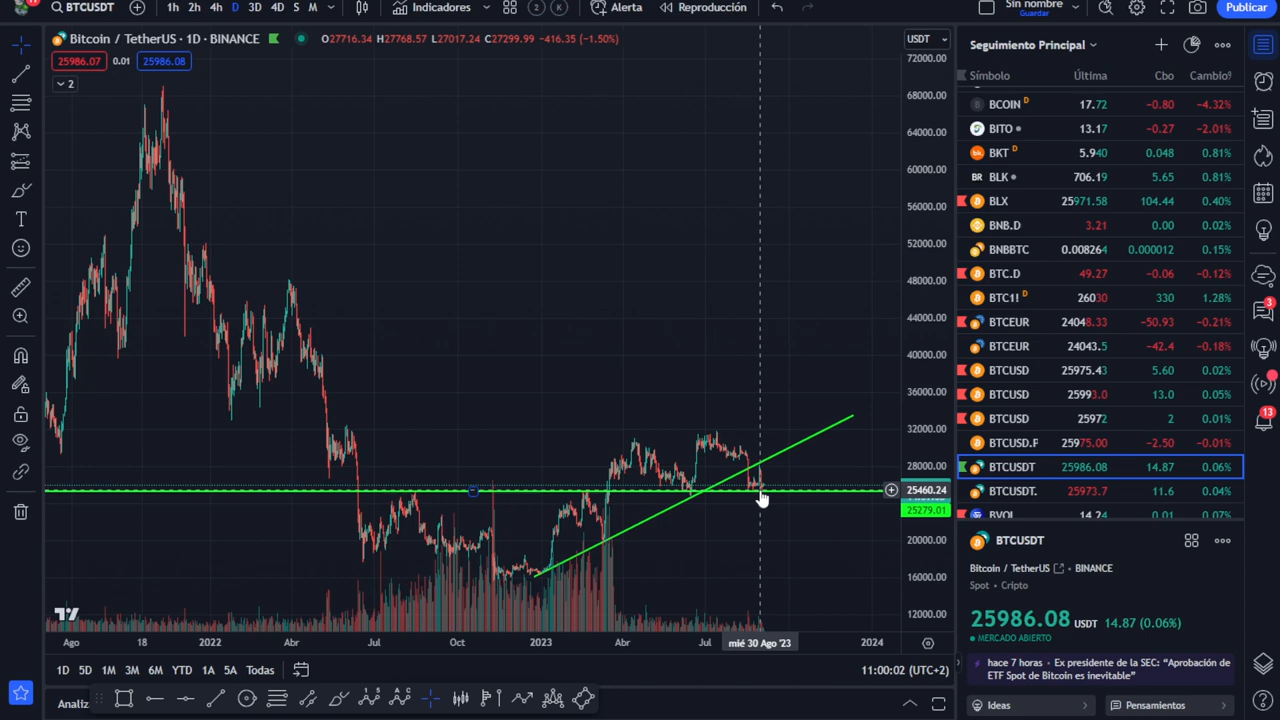 BTCUSDT
1h 2h 4h D 3D 4D S M
Indicadores
2 K
Alerta
Reproducción
Sin nombre
Guardar
Publicar
Bitcoin / TetherUS · 1D · BINANCE
O27716.34 H27768.57 L27017.24 C27299.99 −416.35 (−1.50%)
25986.07 0.01 25986.08
2
USDT
72000.00
68000.00
64000.00
60000.00
56000.00
52000.00
48000.00
44000.00
40000.00
36000.00
32000.00
28000.00
25460.24
25279.01
20000.00
16000.00
12000.00
Ago 18 2022 Abr Jul Oct 2023 Abr Jul mié 30 Ago '23 2024
1D 5D 1M 3M 6M YTD 1A 5A Todas
11:00:02 (UTC+2)
Analiz
Seguimiento Principal
Símbolo Última Cbo Cambio%
BCOIN D 17.72 −0.80 −4.32%
BITO 13.17 −0.27 −2.01%
BKT D 5.940 0.048 0.81%
BR BLK 706.19 5.65 0.81%
BLX 25971.58 104.44 0.40%
BNB.D 3.21 0.00 0.02%
BNBBTC 0.008264 0.000012 0.15%
BTC.D 49.27 −0.06 −0.12%
BTC1! D 26030 330 1.28%
BTCEUR 24048.33 −50.93 −0.21%
BTCEUR 24043.5 −42.4 −0.18%
BTCUSD 25975.43 5.60 0.02%
BTCUSD 25993.0 13.0 0.05%
BTCUSD 25972 2 0.01%
BTCUSD.F 25975.00 −2.50 −0.01%
BTCUSDT 25986.08 14.87 0.06%
BTCUSDT. 25973.7 11.6 0.04%
BVOL 14.24 0.01 0.07%
BTCUSDT
Bitcoin / TetherUS BINANCE
Spot · Cripto
25986.08 USDT 14.87 (0.06%)
MERCADO ABIERTO
hace 7 horas · Ex presidente de la SEC: “Aprobación de
ETF Spot de Bitcoin es inevitable”
Ideas
Pensamientos
3
13